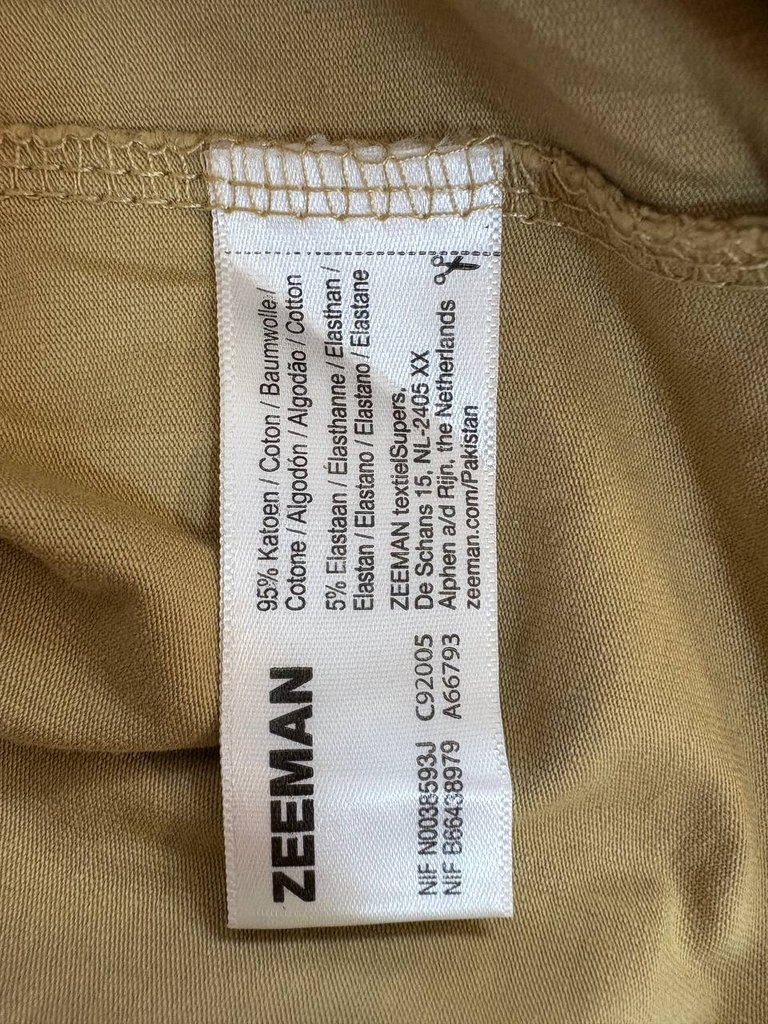 ZEEMAN
95% Katoen / Coton / Baumwolle /
Cotone / Algodón / Algodão / Cotton
5% Elastaan / Élasthanne / Elasthan /
Elastan / Elastano / Elastano / Elastane
ZEEMAN textielSupers,
De Schans 15, NL-2405 XX
Alphen a/d Rijn, the Netherlands
zeeman.com/Pakistan
NIF N0038593J C92005
NIF B66438979 A66793